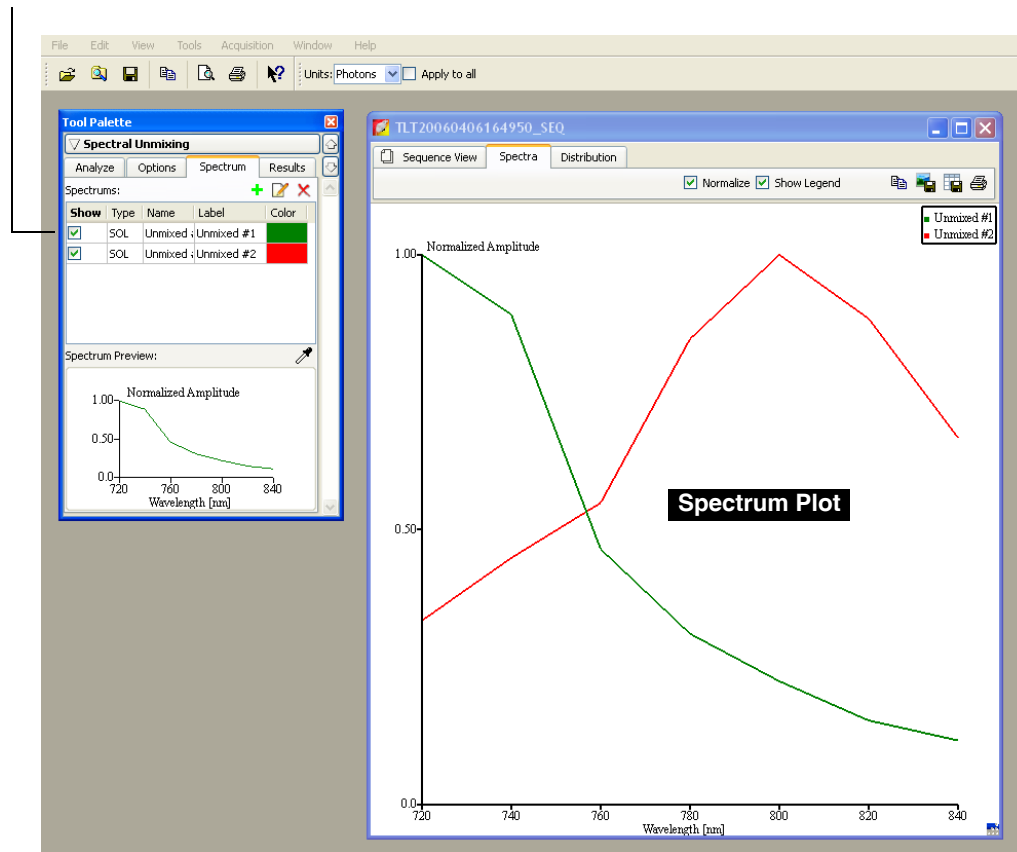 File Edit View Tools Acquisition Window Help
Units: Photons Apply to all
Tool Palette
Spectral Unmixing
Analyze Options Spectrum Results
Spectrums:
Show Type Name Label Color
SOL Unmixed Unmixed #1
SOL Unmixed Unmixed #2
Spectrum Preview:
Normalized Amplitude
1.00
0.50
0.0
720 760 800 840
Wavelength [nm]
TLT20060406164950_SEQ
Sequence View Spectra Distribution
Normalize Show Legend
Unmixed #1
Unmixed #2
Normalized Amplitude
1.00
Spectrum Plot
0.50
0.0
720 740 760 780 800 820 840
Wavelength [nm]